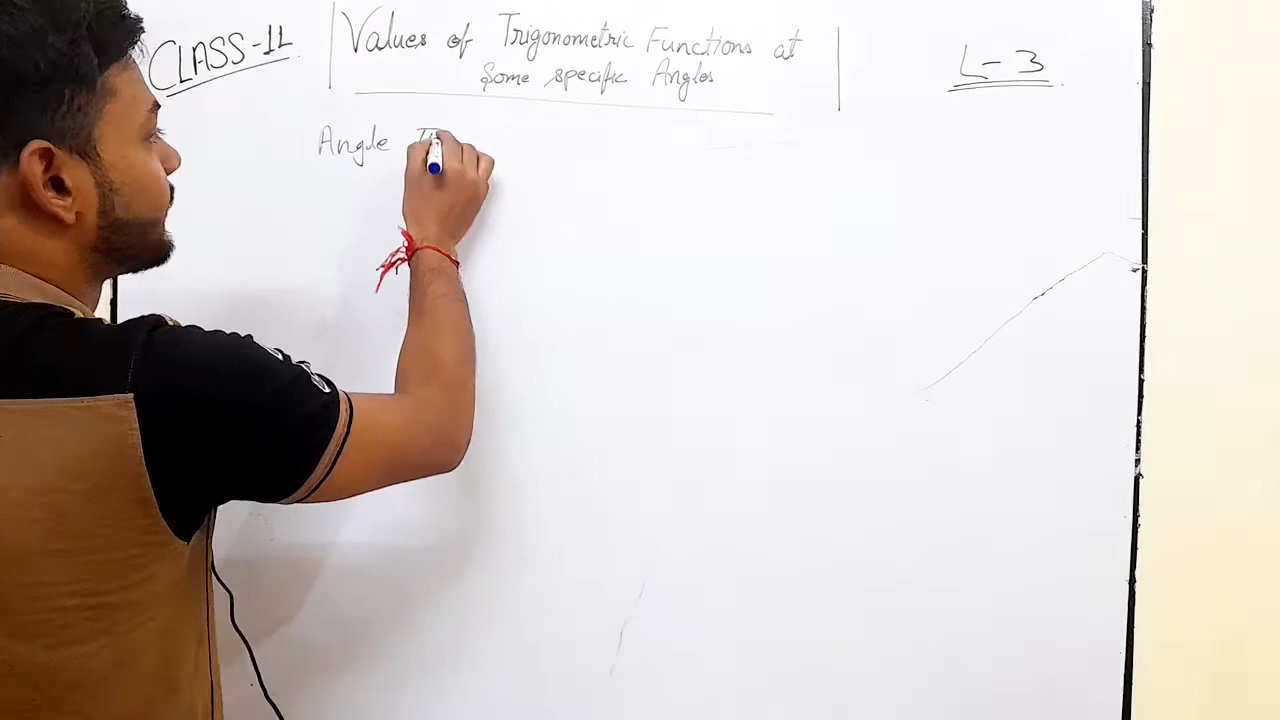 CLASS-11
Values of Trigonometric Functions at
Some specific Angles
L-3
Angle